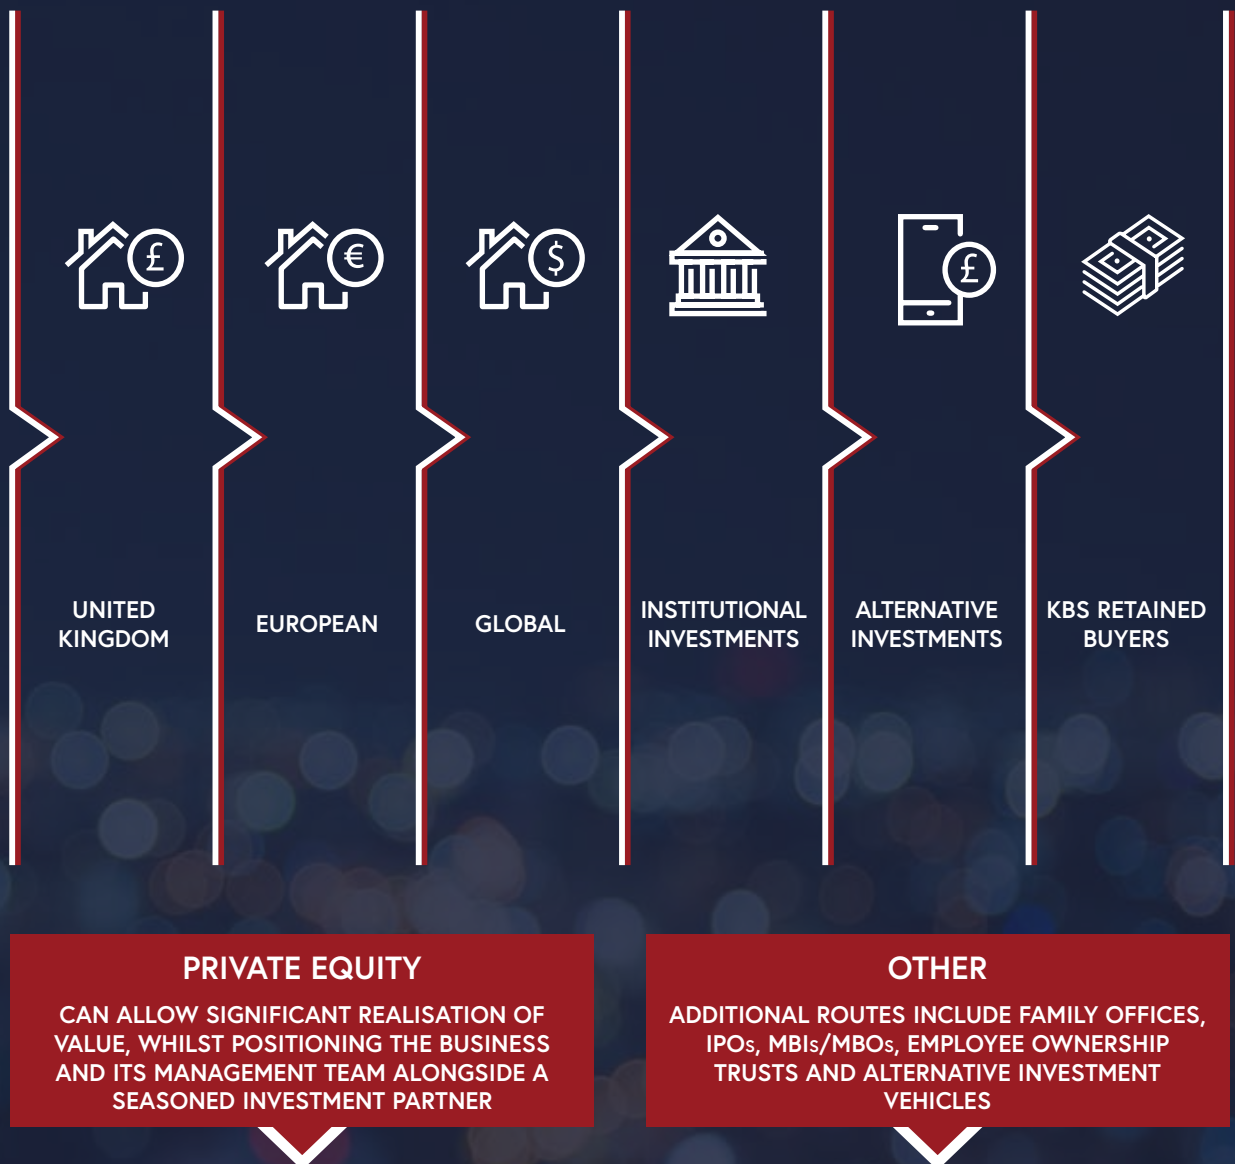 £
€
$
£
UNITED
KINGDOM
EUROPEAN
GLOBAL
INSTITUTIONAL
INVESTMENTS
ALTERNATIVE
INVESTMENTS
KBS RETAINED
BUYERS
PRIVATE EQUITY
CAN ALLOW SIGNIFICANT REALISATION OF
VALUE, WHILST POSITIONING THE BUSINESS
AND ITS MANAGEMENT TEAM ALONGSIDE A
SEASONED INVESTMENT PARTNER
OTHER
ADDITIONAL ROUTES INCLUDE FAMILY OFFICES,
IPOs, MBIs/MBOs, EMPLOYEE OWNERSHIP
TRUSTS AND ALTERNATIVE INVESTMENT
VEHICLES